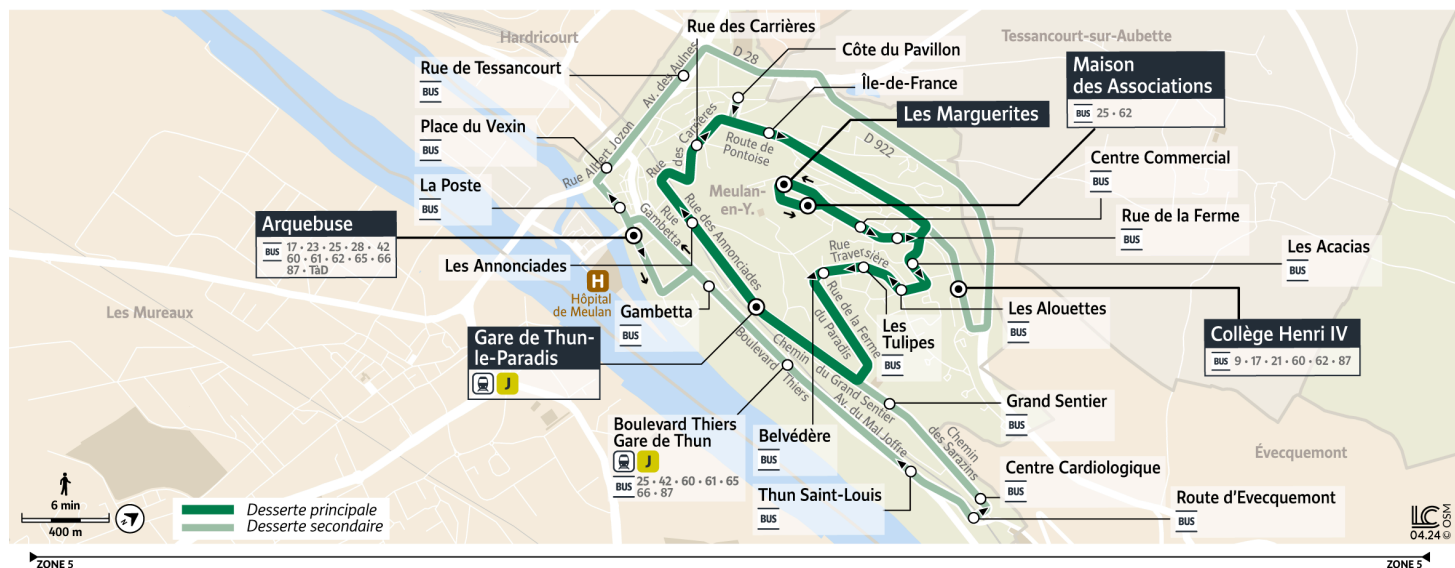 Hardricourt
Tessancourt-sur-Aubette
Rue des Carrières
Côte du Pavillon
Île-de-France
Rue de Tessancourt
BUS
Place du Vexin
BUS
La Poste
BUS
Arquebuse
BUS 17 • 23 • 25 • 28 • 42
60 • 61 • 62 • 65 • 66
87 • TàD
Les Annonciades
Les Marguerites
Maison
des Associations
BUS 25 • 62
Centre Commercial
BUS
Rue de la Ferme
BUS
Les Acacias
BUS
Les Alouettes
BUS
Collège Henri IV
BUS 9 • 17 • 21 • 60 • 62 • 87
Av. des Aulnes
D 28
D 922
Rue Albert Jozon
Rue
des Carrières
Route de
Pontoise
Meulan-
en-Y.
Rue
Gambetta
Rue des Annonciades
Rue
Traversière
Rue de la Ferme
du Paradis
Les
Tulipes
BUS
H
Hôpital
de Meulan
Gambetta
BUS
Les Mureaux
Gare de Thun-
le-Paradis
J
Boulevard
Thiers
Chemin
du Grand Sentier
Av. du Mal Joffre
Chemin
des Sarazins
Boulevard Thiers
Gare de Thun
J
BUS 25 • 42 • 60 • 61 • 65
66 • 87
Belvédère
BUS
Thun Saint-Louis
BUS
Grand Sentier
BUS
Centre Cardiologique
BUS
Route d’Evecquemont
BUS
Évecquemont
6 min
400 m
Desserte principale
Desserte secondaire
LC
04.24 © OSM
ZONE 5
ZONE 5